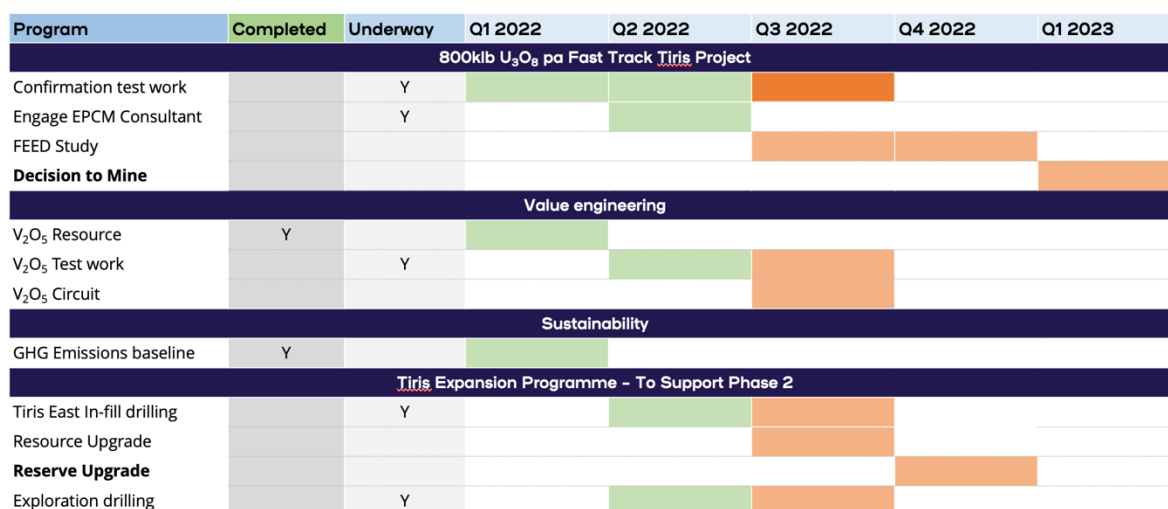 Program Completed Underway Q1 2022 Q2 2022 Q3 2022 Q4 2022 Q1 2023
800klb U₃O₈ pa Fast Track Tiris Project
Confirmation test work Y
Engage EPCM Consultant Y
FEED Study
Decision to Mine
Value engineering
V₂O₅ Resource Y
V₂O₅ Test work Y
V₂O₅ Circuit
Sustainability
GHG Emissions baseline Y
Tiris Expansion Programme - To Support Phase 2
Tiris East In-fill drilling Y
Resource Upgrade
Reserve Upgrade
Exploration drilling Y